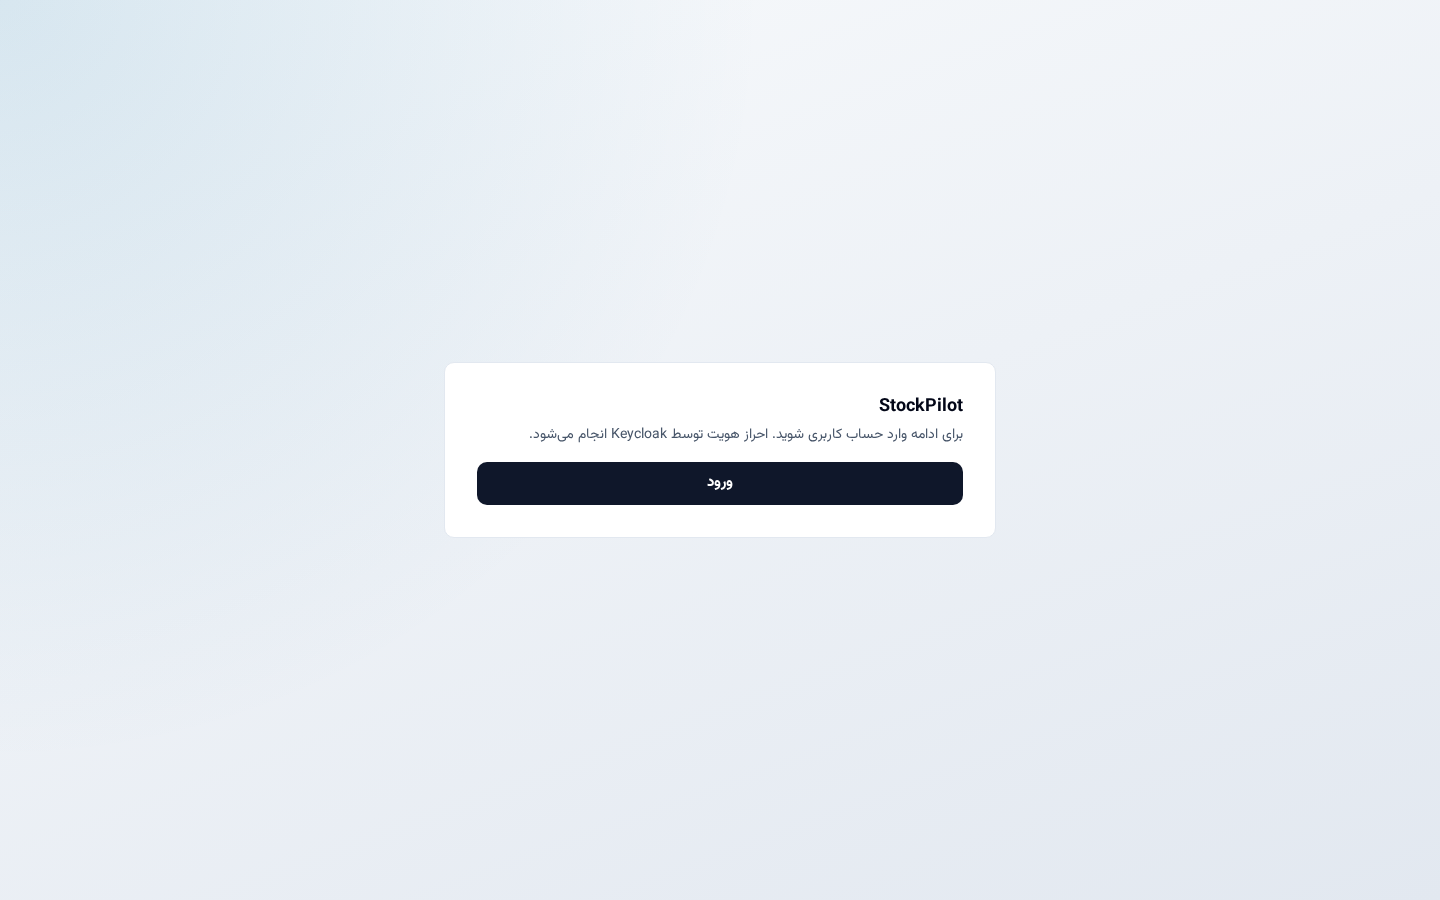 StockPilot
برای ادامه وارد حساب کاربری شوید. احراز هویت توسط Keycloak انجام می‌شود.
ورود